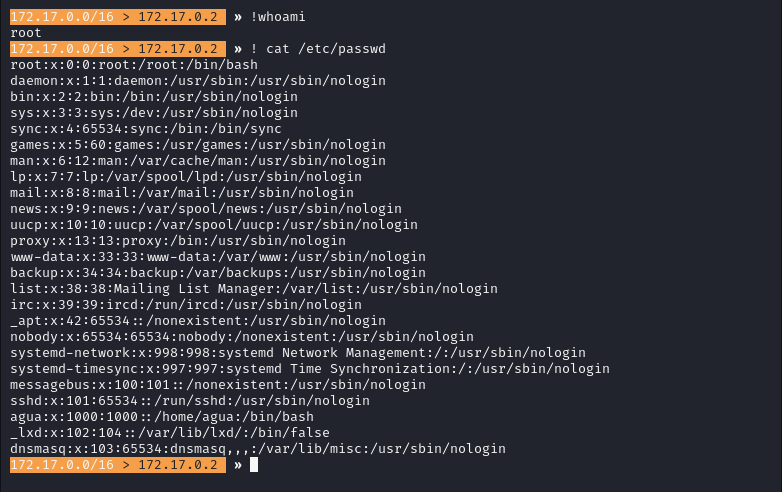 172.17.0.0/16 > 172.17.0.2 » !whoami
root
172.17.0.0/16 > 172.17.0.2 » ! cat /etc/passwd
root:x:0:0:root:/root:/bin/bash
daemon:x:1:1:daemon:/usr/sbin:/usr/sbin/nologin
bin:x:2:2:bin:/bin:/usr/sbin/nologin
sys:x:3:3:sys:/dev:/usr/sbin/nologin
sync:x:4:65534:sync:/bin:/bin/sync
games:x:5:60:games:/usr/games:/usr/sbin/nologin
man:x:6:12:man:/var/cache/man:/usr/sbin/nologin
lp:x:7:7:lp:/var/spool/lpd:/usr/sbin/nologin
mail:x:8:8:mail:/var/mail:/usr/sbin/nologin
news:x:9:9:news:/var/spool/news:/usr/sbin/nologin
uucp:x:10:10:uucp:/var/spool/uucp:/usr/sbin/nologin
proxy:x:13:13:proxy:/bin:/usr/sbin/nologin
www-data:x:33:33:www-data:/var/www:/usr/sbin/nologin
backup:x:34:34:backup:/var/backups:/usr/sbin/nologin
list:x:38:38:Mailing List Manager:/var/list:/usr/sbin/nologin
irc:x:39:39:ircd:/run/ircd:/usr/sbin/nologin
_apt:x:42:65534::/nonexistent:/usr/sbin/nologin
nobody:x:65534:65534:nobody:/nonexistent:/usr/sbin/nologin
systemd-network:x:998:998:systemd Network Management:/:/usr/sbin/nologin
systemd-timesync:x:997:997:systemd Time Synchronization:/:/usr/sbin/nologin
messagebus:x:100:101::/nonexistent:/usr/sbin/nologin
sshd:x:101:65534::/run/sshd:/usr/sbin/nologin
agua:x:1000:1000::/home/agua:/bin/bash
_lxd:x:102:104::/var/lib/lxd/:/bin/false
dnsmasq:x:103:65534:dnsmasq,,,:/var/lib/misc:/usr/sbin/nologin
172.17.0.0/16 > 172.17.0.2 »